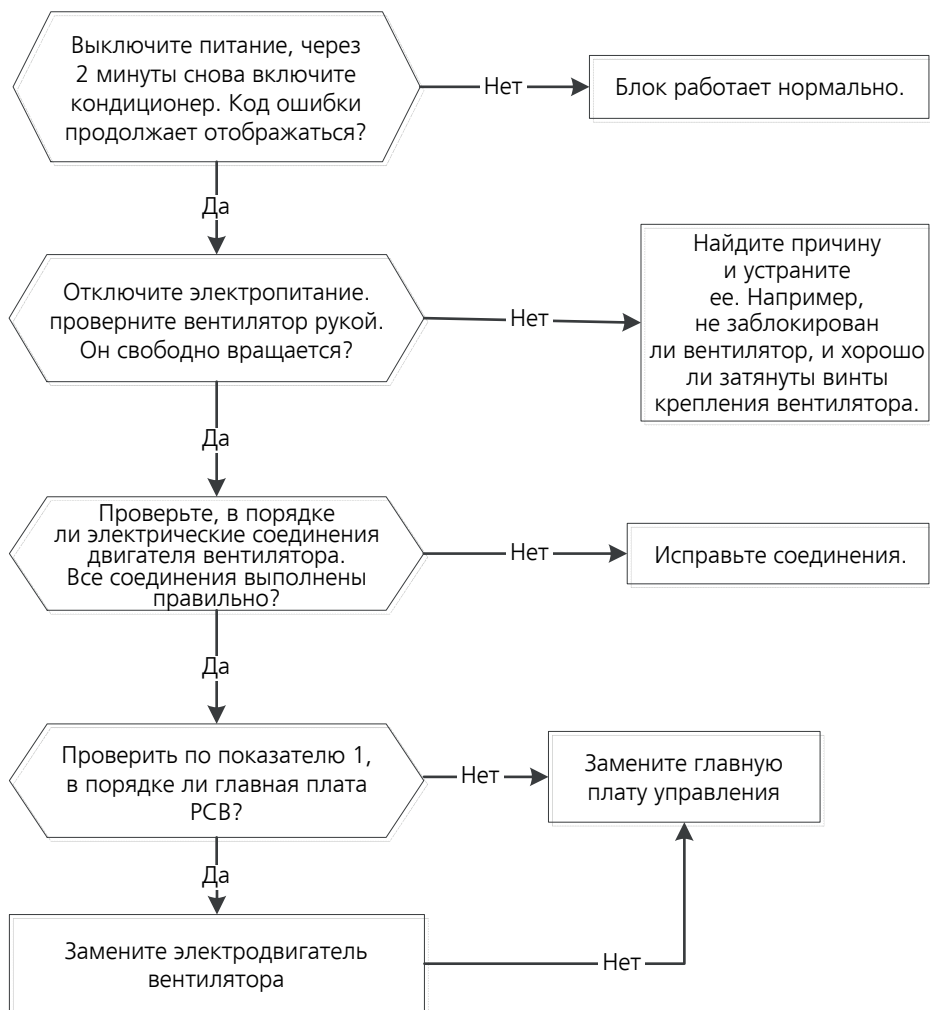 Выключите питание, через
2 минуты снова включите
кондиционер. Код ошибки
продолжает отображаться?
Нет
Блок работает нормально.
Да
Отключите электропитание.
проверните вентилятор рукой.
Он свободно вращается?
Нет
Найдите причину
и устраните
ее. Например,
не заблокирован
ли вентилятор, и хорошо
ли затянуты винты
крепления вентилятора.
Да
Проверьте, в порядке
ли электрические соединения
двигателя вентилятора.
Все соединения выполнены
правильно?
Нет
Исправьте соединения.
Да
Проверить по показателю 1,
в порядке ли главная плата
PCB?
Нет
Замените главную
плату управления
Да
Замените электродвигатель
вентилятора
Нет